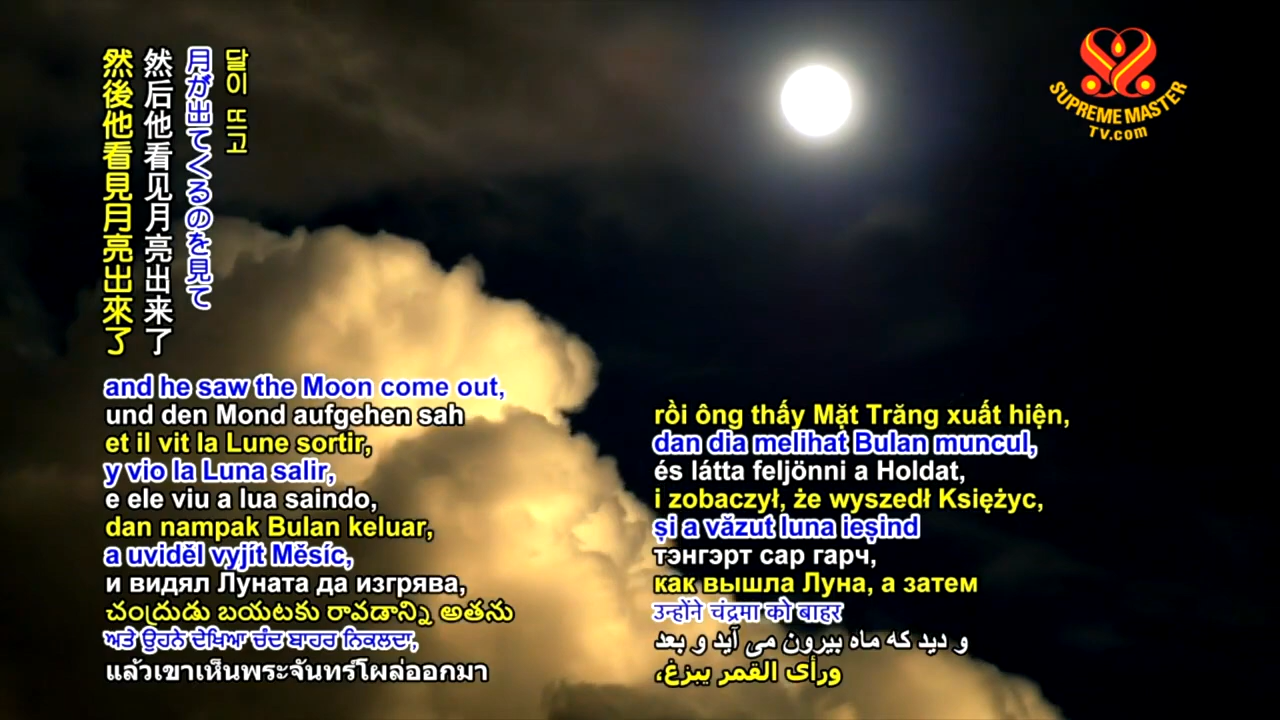 달이 뜨고
月が出てくるのを見て
然后他看见月亮出来了
然後他看見月亮出來了
SUPREME MASTER
TV.com
and he saw the Moon come out,
und den Mond aufgehen sah
et il vit la Lune sortir,
y vio la Luna salir,
e ele viu a lua saindo,
dan nampak Bulan keluar,
a uviděl vyjít Měsíc,
и видял Луната да изгрява,
చంద్రుడు బయటకు రావడాన్ని అతను
ਅਤੇ ਉਹਨੇ ਦੇਖਿਆ ਚੰਦ ਬਾਹਰ ਨਿਕਲਦਾ,
แล้วเขาเห็นพระจันทร์โผล่ออกมา
rồi ông thấy Mặt Trăng xuất hiện,
dan dia melihat Bulan muncul,
és látta feljönni a Holdat,
i zobaczył, że wyszedł Księżyc,
și a văzut luna ieșind
тэнгэрт сар гарч,
как вышла Луна, а затем
उन्होंने चंद्रमा को बाहर
و دید که ماه بیرون می آید و بعد
ورأى القمر يبزغ،